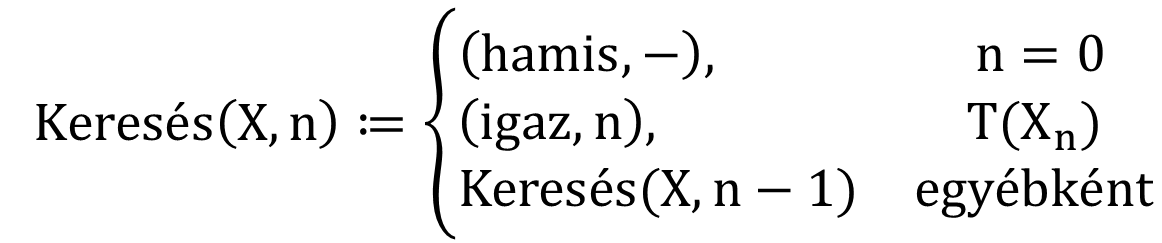 (hamis, −), n = 0
Keresés(X, n) ≔ (igaz, n), T(Xₙ)
Keresés(X, n − 1) egyébként